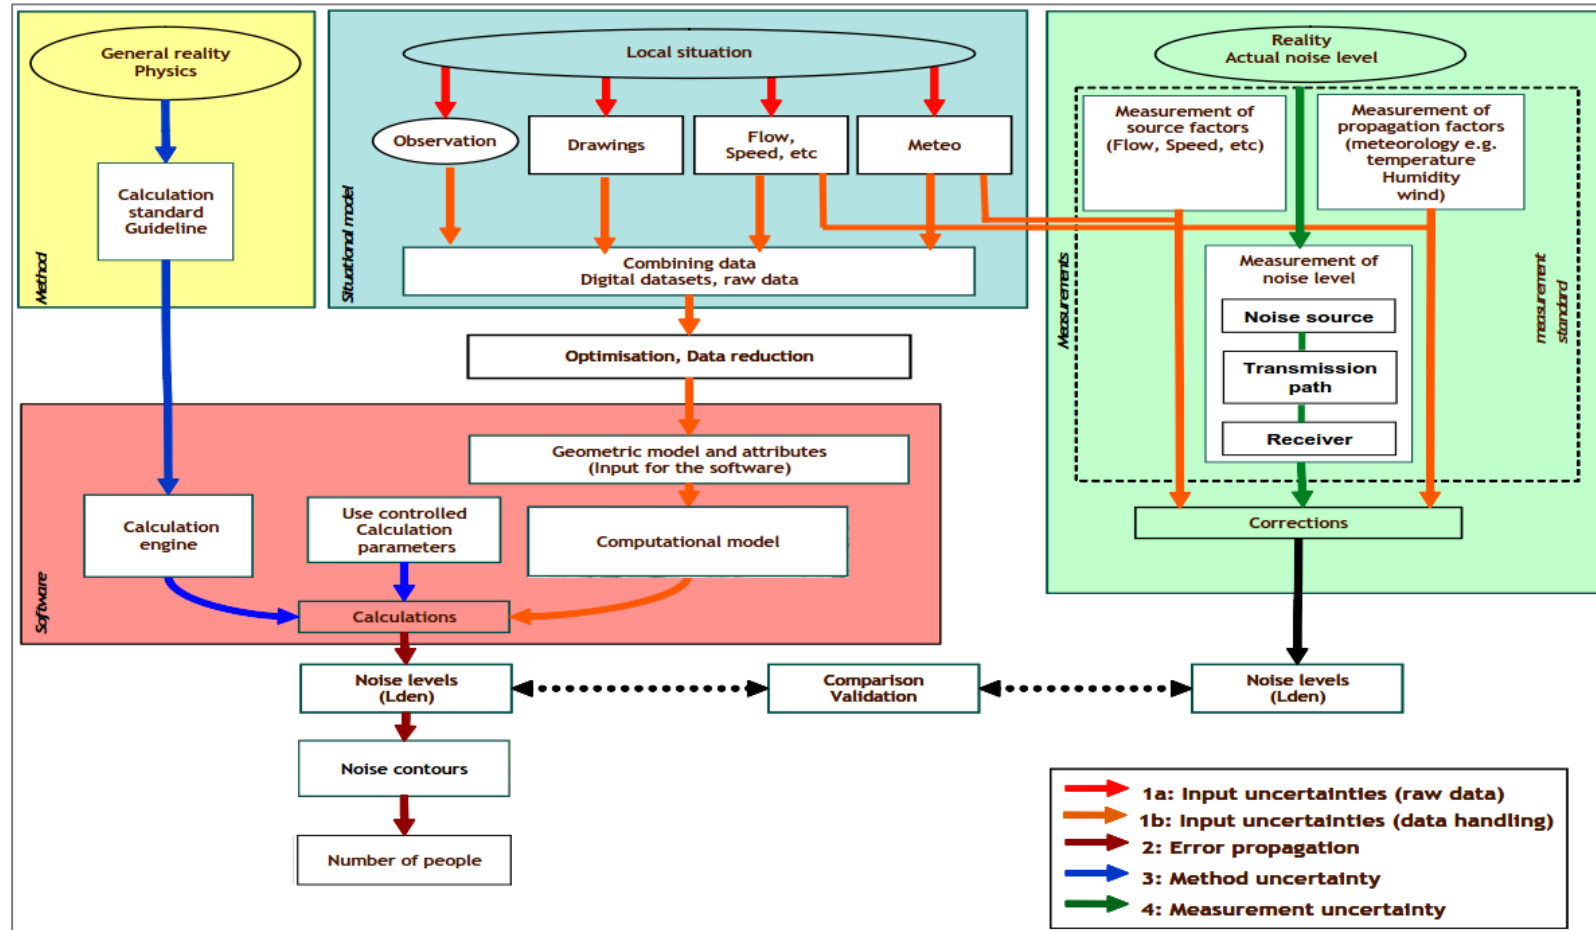 General reality
Physics
Calculation
standard
Guideline
Method
Local situation
Observation
Drawings
Flow,
Speed, etc
Meteo
Combining data
Digital datasets, raw data
Situational model
Optimisation, Data reduction
Geometric model and attributes
(Input for the software)
Calculation
engine
Use controlled
Calculation
parameters
Computational model
Calculations
Software
Noise levels
(Lden)
Noise contours
Number of people
Comparison
Validation
Reality
Actual noise level
Measurement of
source factors
(Flow, Speed, etc)
Measurement of
propagation factors
(meteorology e.g.
temperature
Humidity
wind)
Measurement of
noise level
Noise source
Transmission
path
Receiver
Measurements
measurement
standard
Corrections
Noise levels
(Lden)
1a: Input uncertainties (raw data)
1b: Input uncertainties (data handling)
2: Error propagation
3: Method uncertainty
4: Measurement uncertainty